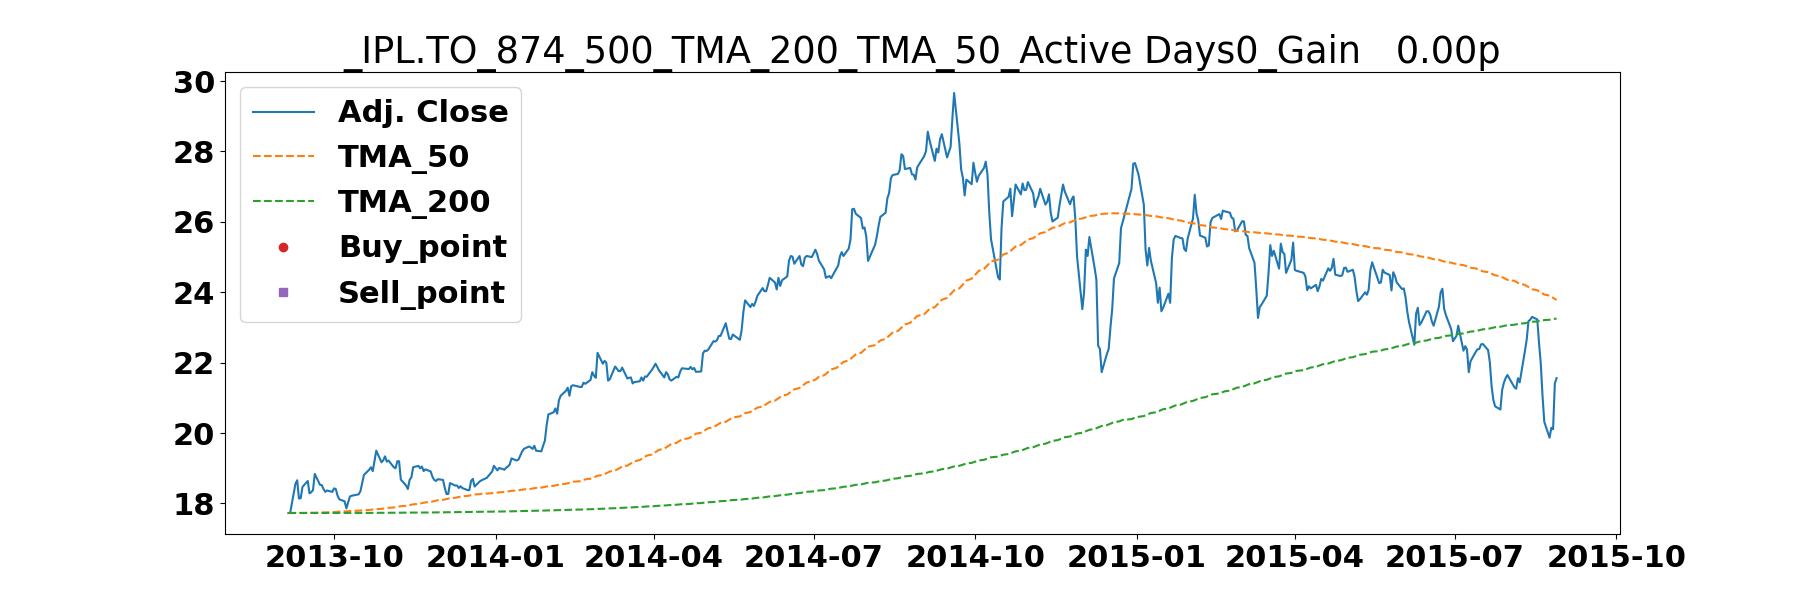 _IPL.TO_874_500_TMA_200_TMA_50_Active Days0_Gain   0.00p
30
28
26
24
22
20
18
Adj. Close
TMA_50
TMA_200
Buy_point
Sell_point
2013-10 2014-01 2014-04 2014-07 2014-10 2015-01 2015-04 2015-07 2015-10